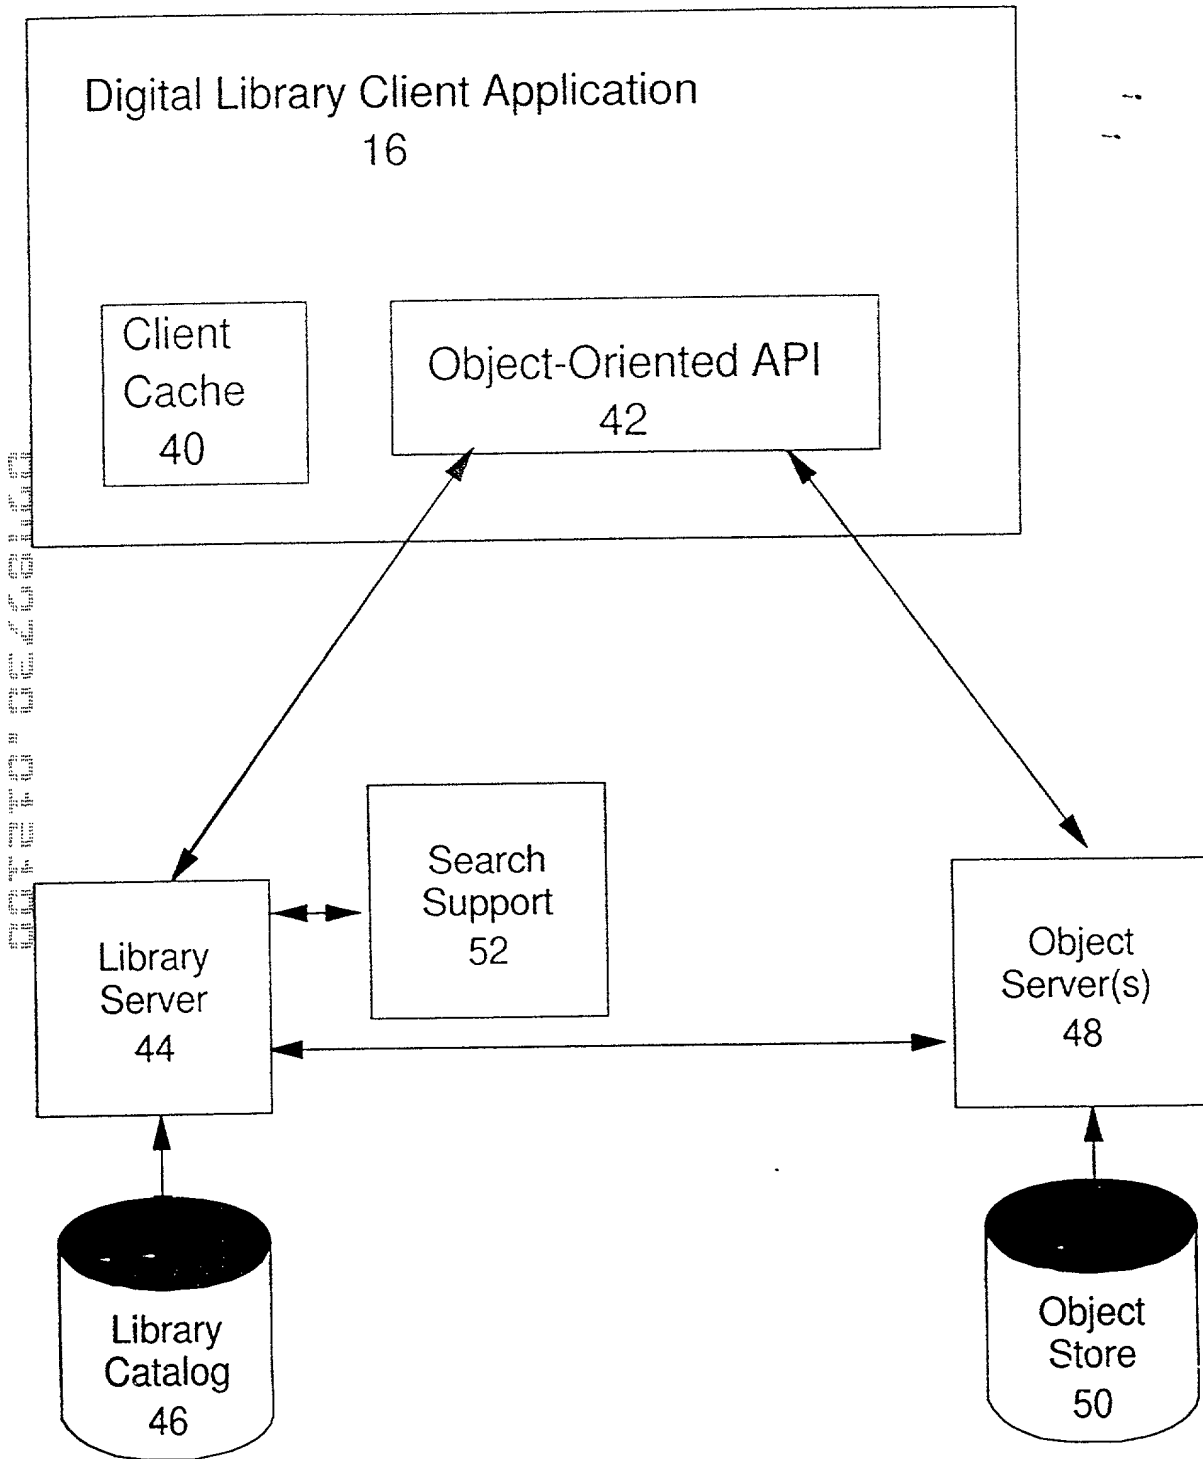 Digital Library Client Application
16
Client
Cache
40
Object-Oriented API
42
Search
Support
52
Library
Server
44
Object
Server(s)
48
Library
Catalog
46
Object
Store
50